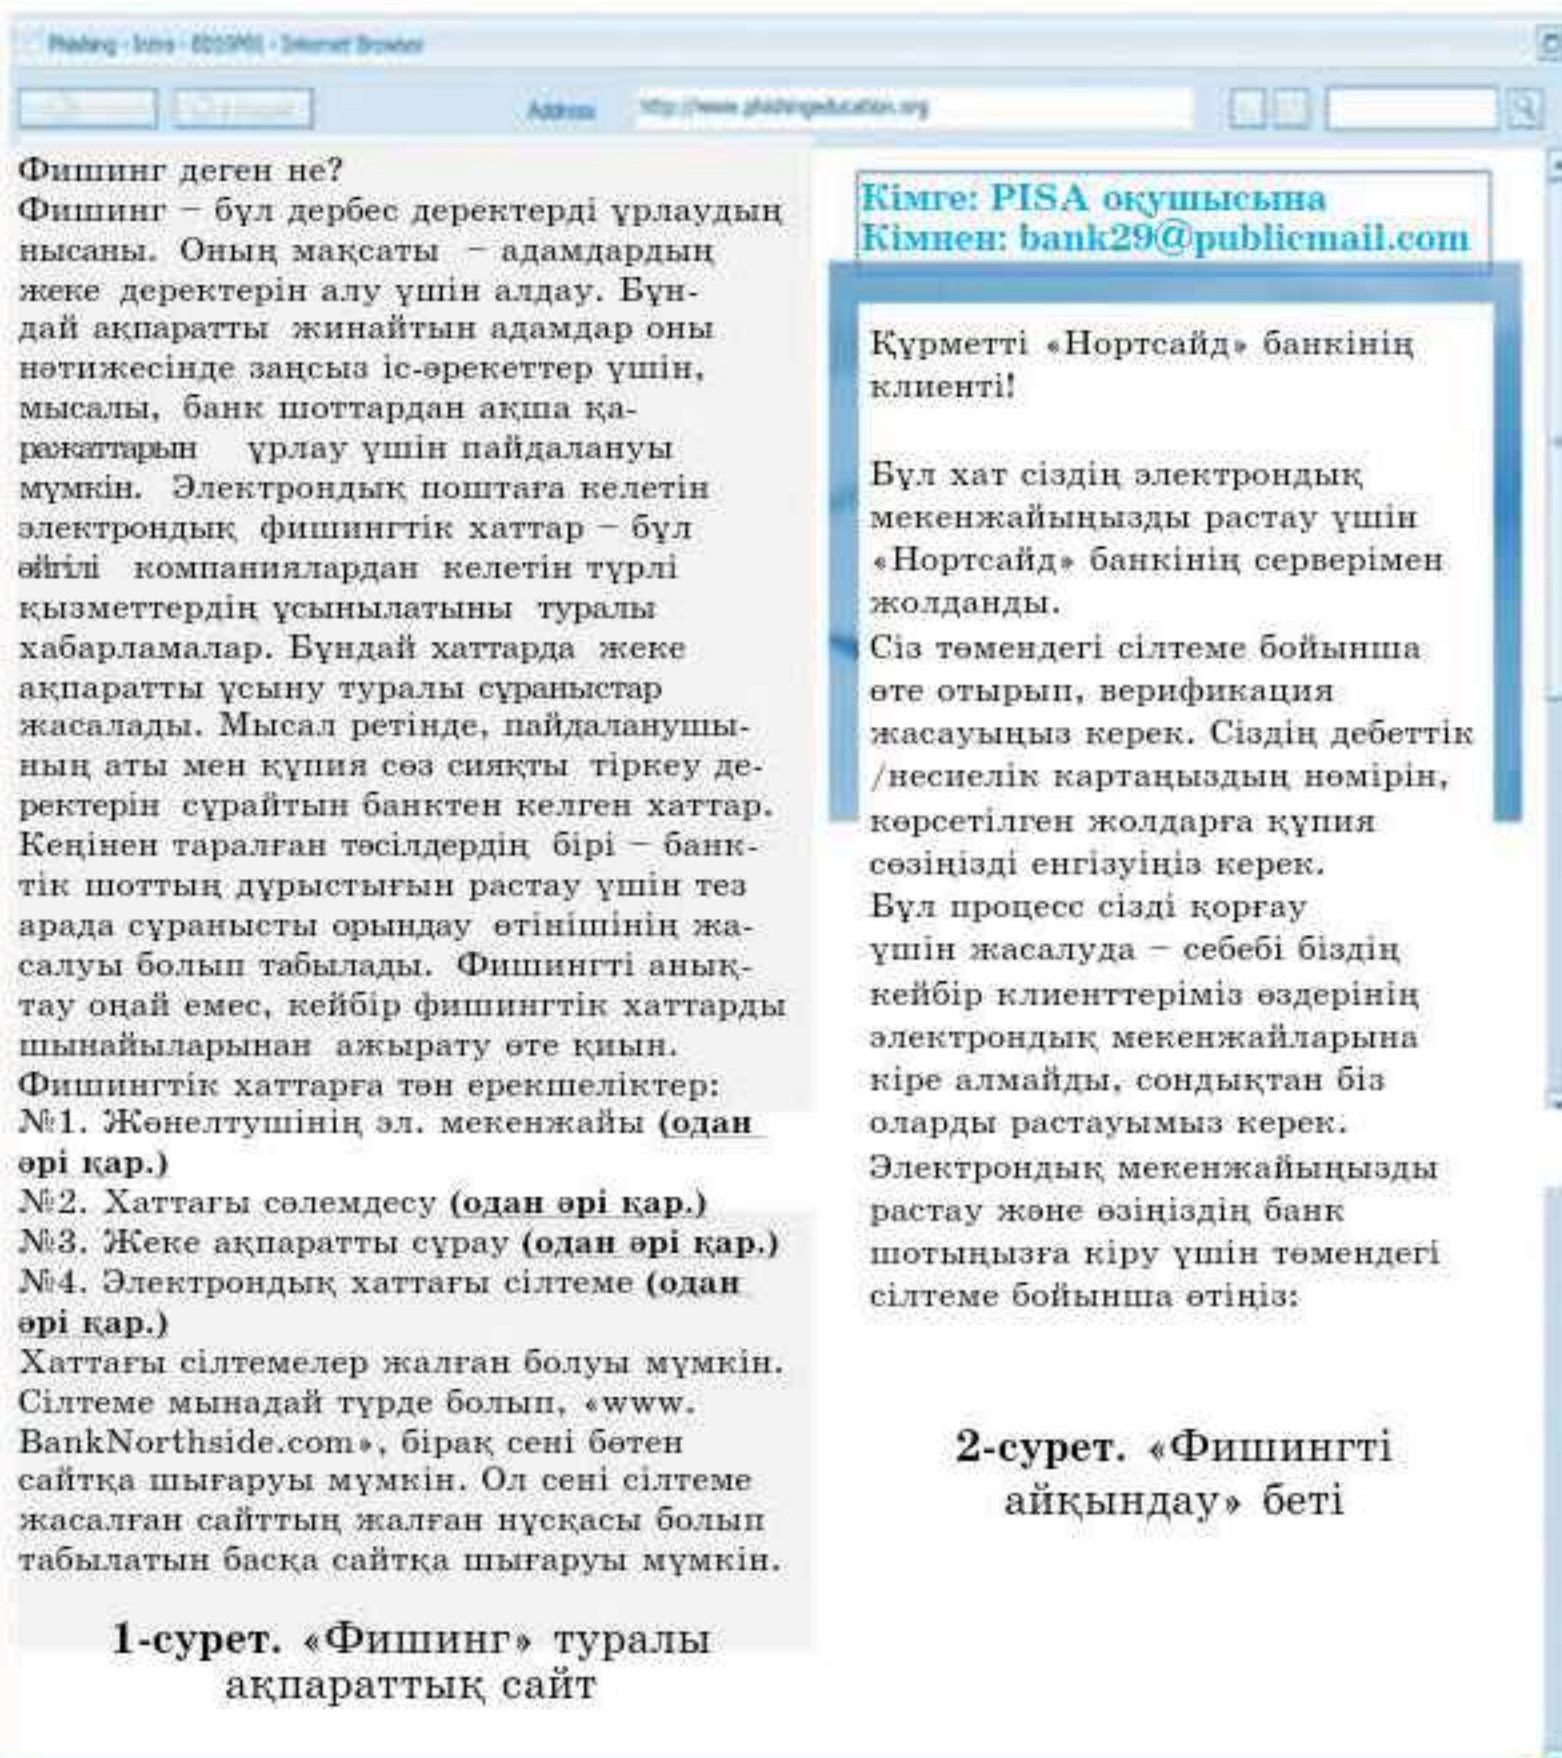 Phishing - Intro - - Internet Browser
Address http://www.phishingeducation.org
Фишинг деген не?
Фишинг – бұл дербес деректерді ұрлаудың
нысаны. Оның мақсаты – адамдардың
жеке деректерін алу үшін алдау. Бұн-
дай ақпаратты жинайтын адамдар оны
нәтижесінде заңсыз іс-әрекеттер үшін,
мысалы, банк шоттардан ақша қа-
ражаттарын ұрлау үшін пайдалануы
мүмкін. Электрондық поштаға келетін
электрондық фишингтік хаттар – бұл
әйгілі компаниялардан келетін түрлі
қызметтердің ұсынылатыны туралы
хабарламалар. Бұндай хаттарда жеке
ақпаратты ұсыну туралы сұраныстар
жасалады. Мысал ретінде, пайдаланушы-
ның аты мен құпия сөз сияқты тіркеу де-
ректерін сұрайтын банктен келген хаттар.
Кеңінен таралған тәсілдердің бірі – банк-
тік шоттың дұрыстығын растау үшін тез
арада сұранысты орындау өтінішінің жа-
салуы болып табылады. Фишингті анық-
тау оңай емес, кейбір фишингтік хаттарды
шынайыларынан ажырату өте қиын.
Фишингтік хаттарға тән ерекшеліктер:
№1. Жөнелтушінің эл. мекенжайы (одан
әрі қар.)
№2. Хаттағы сәлемдесу (одан әрі қар.)
№3. Жеке ақпаратты сұрау (одан әрі қар.)
№4. Электрондық хаттағы сілтеме (одан
әрі қар.)
Хаттағы сілтемелер жалған болуы мүмкін.
Сілтеме мынадай түрде болып, «www.
BankNorthside.com», бірақ сені бөтен
сайтқа шығаруы мүмкін. Ол сені сілтеме
жасалған сайттың жалған нұсқасы болып
табылатын басқа сайтқа шығаруы мүмкін.
1-сурет. «Фишинг» туралы
ақпараттық сайт
Кімге: PISA оқушысына
Кімнен: bank29@publicmail.com
Құрметті «Нортсайд» банкінің
клиенті!
Бұл хат сіздің электрондық
мекенжайыңызды растау үшін
«Нортсайд» банкінің серверімен
жолданды.
Сіз төмендегі сілтеме бойынша
өте отырып, верификация
жасауыңыз керек. Сіздің дебеттік
/несиелік картаңыздың нөмірін,
көрсетілген жолдарға құпия
сөзіңізді енгізуіңіз керек.
Бұл процесс сізді қорғау
үшін жасалуда – себебі біздің
кейбір клиенттеріміз өздерінің
электрондық мекенжайларына
кіре алмайды, сондықтан біз
оларды растауымыз керек.
Электрондық мекенжайыңызды
растау және өзіңіздің банк
шотыңызға кіру үшін төмендегі
сілтеме бойынша өтіңіз:
2-сурет. «Фишингті
айқындау» беті